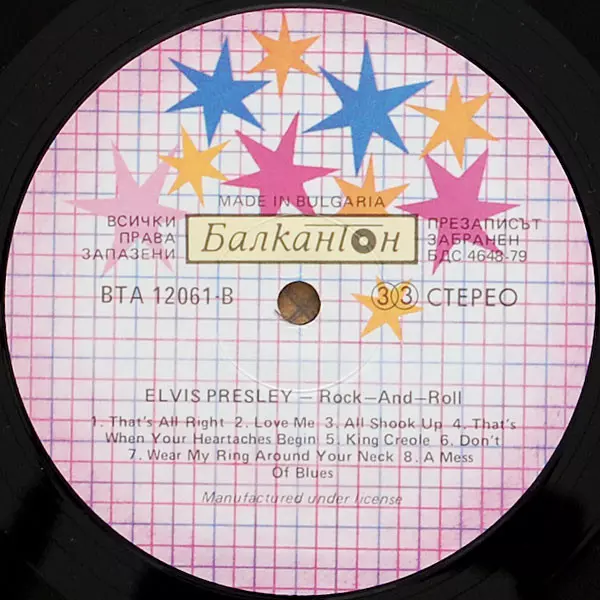 MADE IN BULGARIA
ВСИЧКИ
ПРАВА
ЗАПАЗЕНИ
Балкантон
ПРЕЗАПИСЪТ
ЗАБРАНЕН
БДС 4648-79
ВТА 12061-В
33 СТЕРЕО
ELVIS PRESLEY — Rock—And—Roll
1. That's All Right 2. Love Me 3. All Shook Up 4. That's
When Your Heartaches Begin 5. King Creole 6. Don't
7. Wear My Ring Around Your Neck 8. A Mess
Of Blues
Manufactured under license